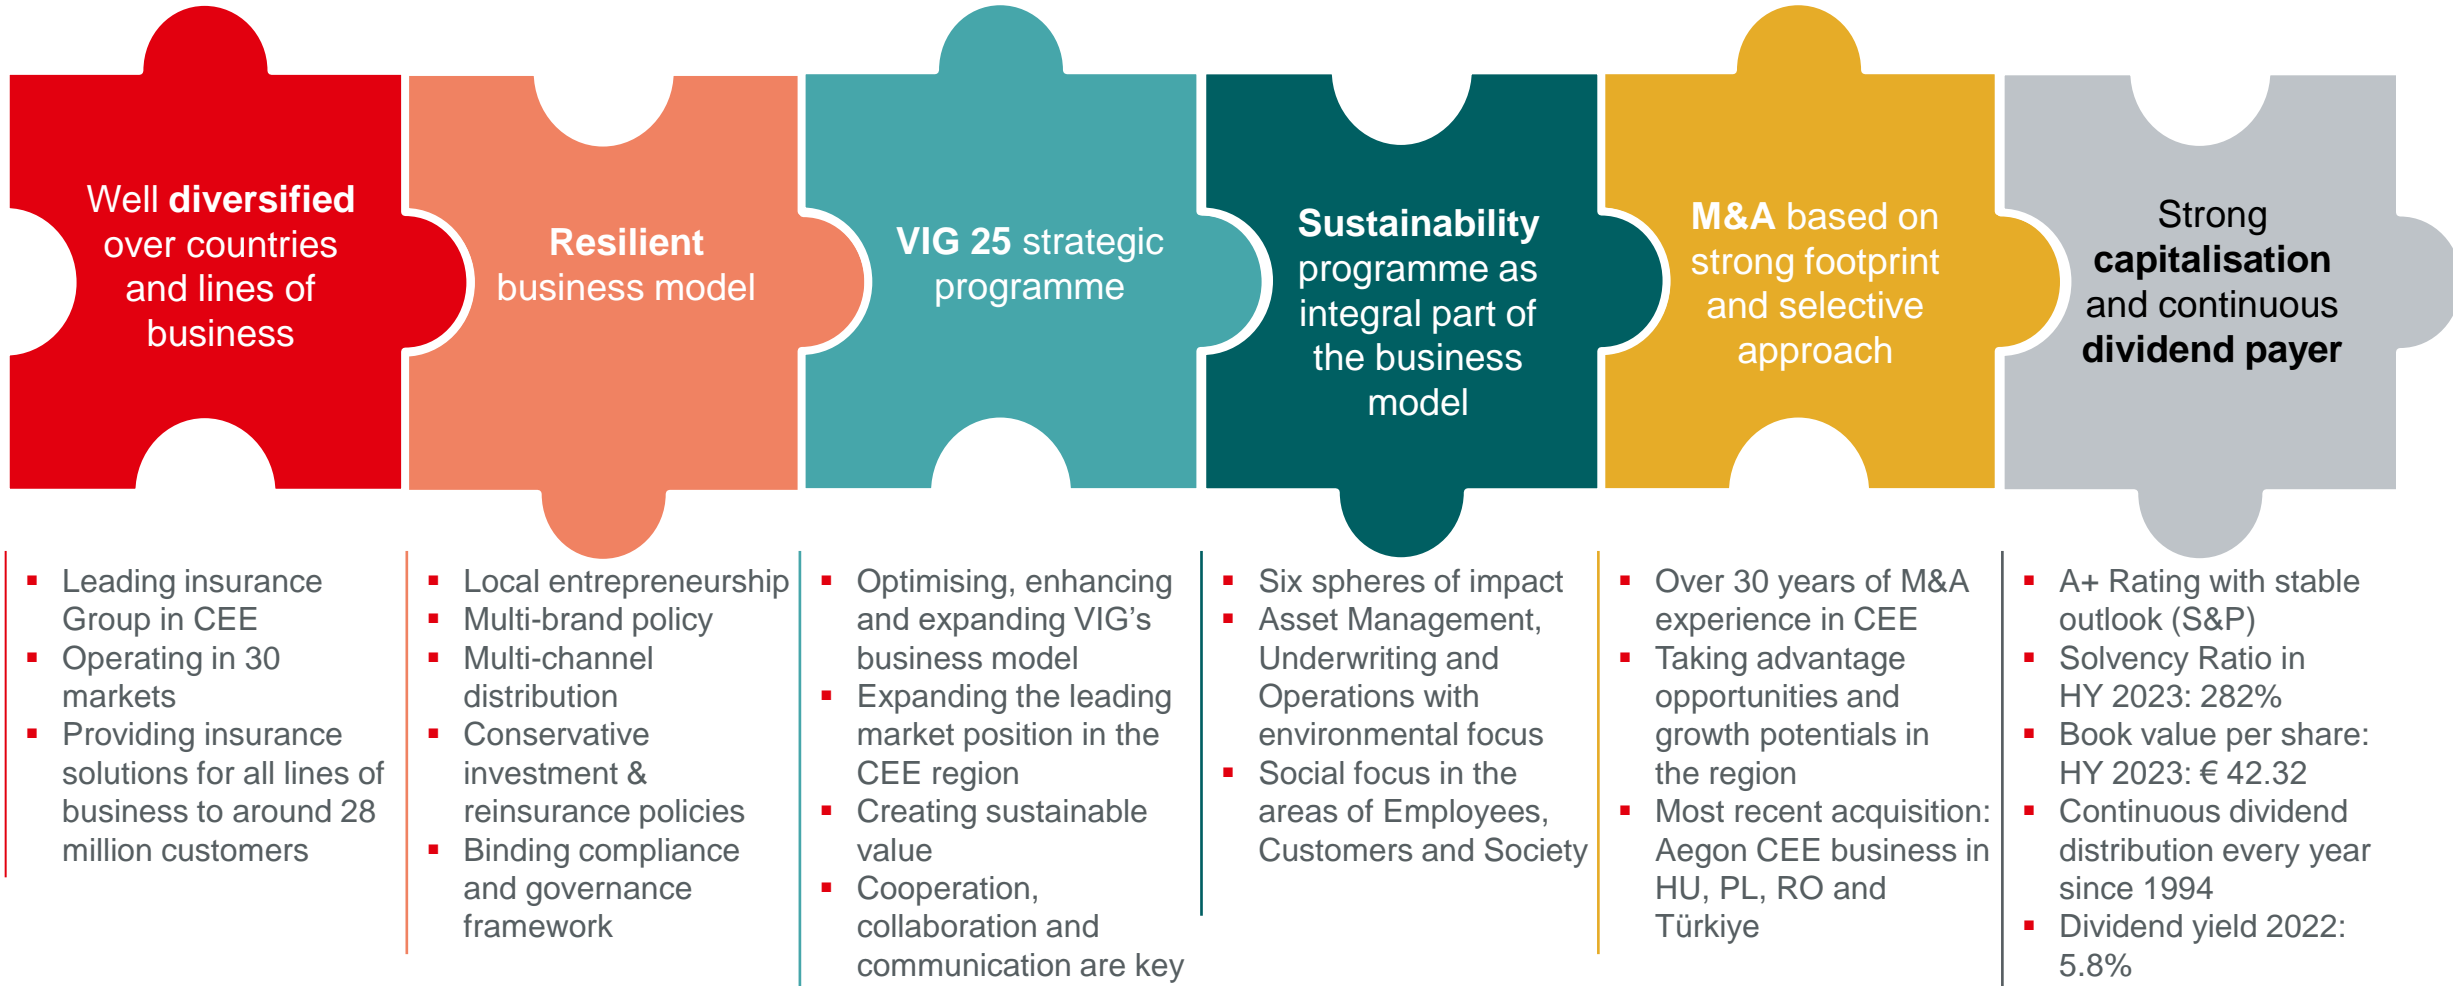 Well diversified
over countries
and lines of
business
Resilient
business model
VIG 25 strategic
programme
Sustainability
programme as
integral part of
the business
model
M&A based on
strong footprint
and selective
approach
Strong
capitalisation
and continuous
dividend payer
▪ Leading insurance
Group in CEE
▪ Operating in 30
markets
▪ Providing insurance
solutions for all lines of
business to around 28
million customers
▪ Local entrepreneurship
▪ Multi-brand policy
▪ Multi-channel
distribution
▪ Conservative
investment &
reinsurance policies
▪ Binding compliance
and governance
framework
▪ Optimising, enhancing
and expanding VIG’s
business model
▪ Expanding the leading
market position in the
CEE region
▪ Creating sustainable
value
▪ Cooperation,
collaboration and
communication are key
▪ Six spheres of impact
▪ Asset Management,
Underwriting and
Operations with
environmental focus
▪ Social focus in the
areas of Employees,
Customers and Society
▪ Over 30 years of M&A
experience in CEE
▪ Taking advantage
opportunities and
growth potentials in
the region
▪ Most recent acquisition:
Aegon CEE business in
HU, PL, RO and
Türkiye
▪ A+ Rating with stable
outlook (S&P)
▪ Solvency Ratio in
HY 2023: 282%
▪ Book value per share:
HY 2023: € 42.32
▪ Continuous dividend
distribution every year
since 1994
▪ Dividend yield 2022:
5.8%